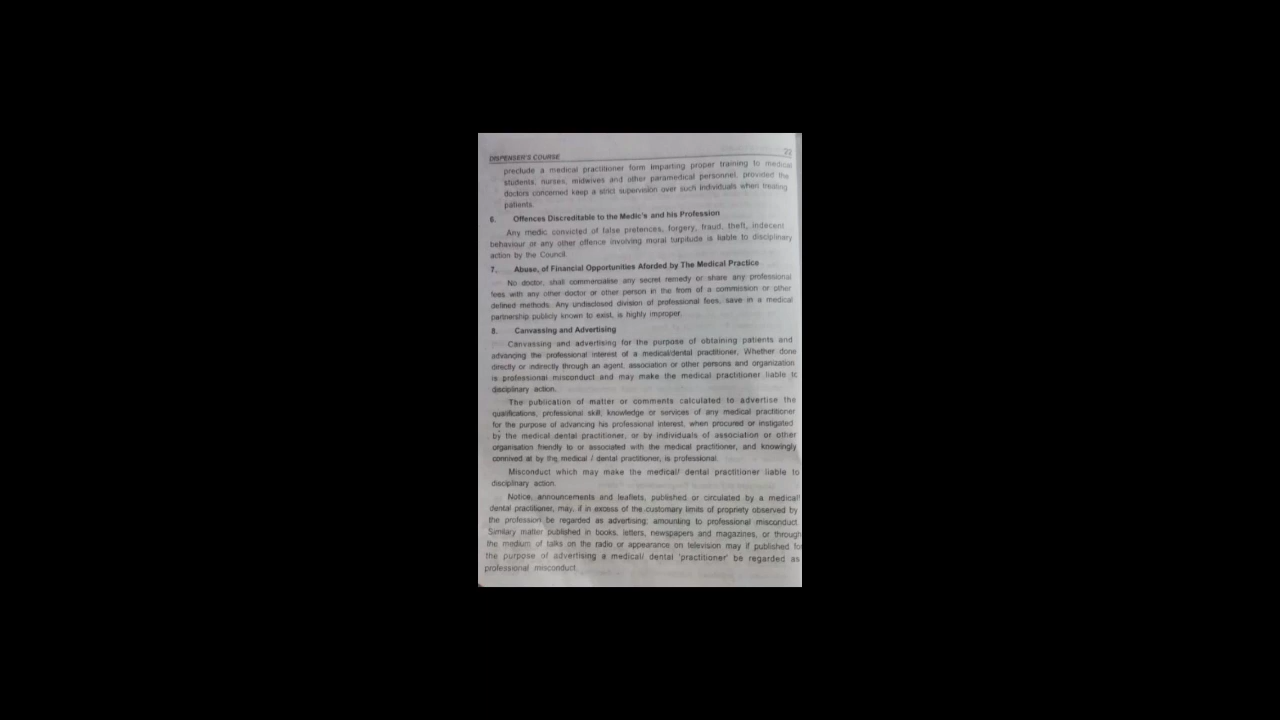 DISPENSER'S COURSE 22
preclude a medical practitioner form imparting proper training to medical
students, nurses, midwives and other paramedical personnel, provided the
doctors concerned keep a strict supervision over such individuals when treating
patients.
6. Offences Discreditable to the Medic's and his Profession
Any medic convicted of false pretences, forgery, fraud, theft, indecent
behaviour or any other offence involving moral turpitude is liable to disciplinary
action by the Council.
7. Abuse, of Financial Opportunities Aforded by The Medical Practice
No doctor, shall commercialise any secret remedy or share any professional
fees with any other doctor or other person in the from of a commission or other
defined methods. Any undisclosed division of professional fees, save in a medical
partnership publicly known to exist, is highly improper.
8. Canvassing and Advertising
Canvassing and advertising for the purpose of obtaining patients and
advancing the professional interest of a medical/dental practitioner, Whether done
directly or indirectly through an agent, association or other persons and organization
is professional misconduct and may make the medical practitioner liable to
disciplinary action.
The publication of matter or comments calculated to advertise the
qualifications, professional skill, knowledge or services of any medical practitioner
for the purpose of advancing his professional interest, when procured or instigated
by the medical dental practitioner, or by individuals of association or other
organisation friendly to or associated with the medical practitioner, and knowingly
connived at by the medical / dental practitioner, is professional.
Misconduct which may make the medical/ dental practitioner liable to
disciplinary action.
Notice, announcements and leaflets, published or circulated by a medical/
dental practitioner, may, if in excess of the customary limits of propriety observed by
the profession be regarded as advertising; amounting to professional misconduct.
Similary matter published in books, letters, newspapers and magazines, or through
the medium of talks on the radio or appearance on television may if published for
the purpose of advertising a medical/ dental 'practitioner' be regarded as
professional misconduct.